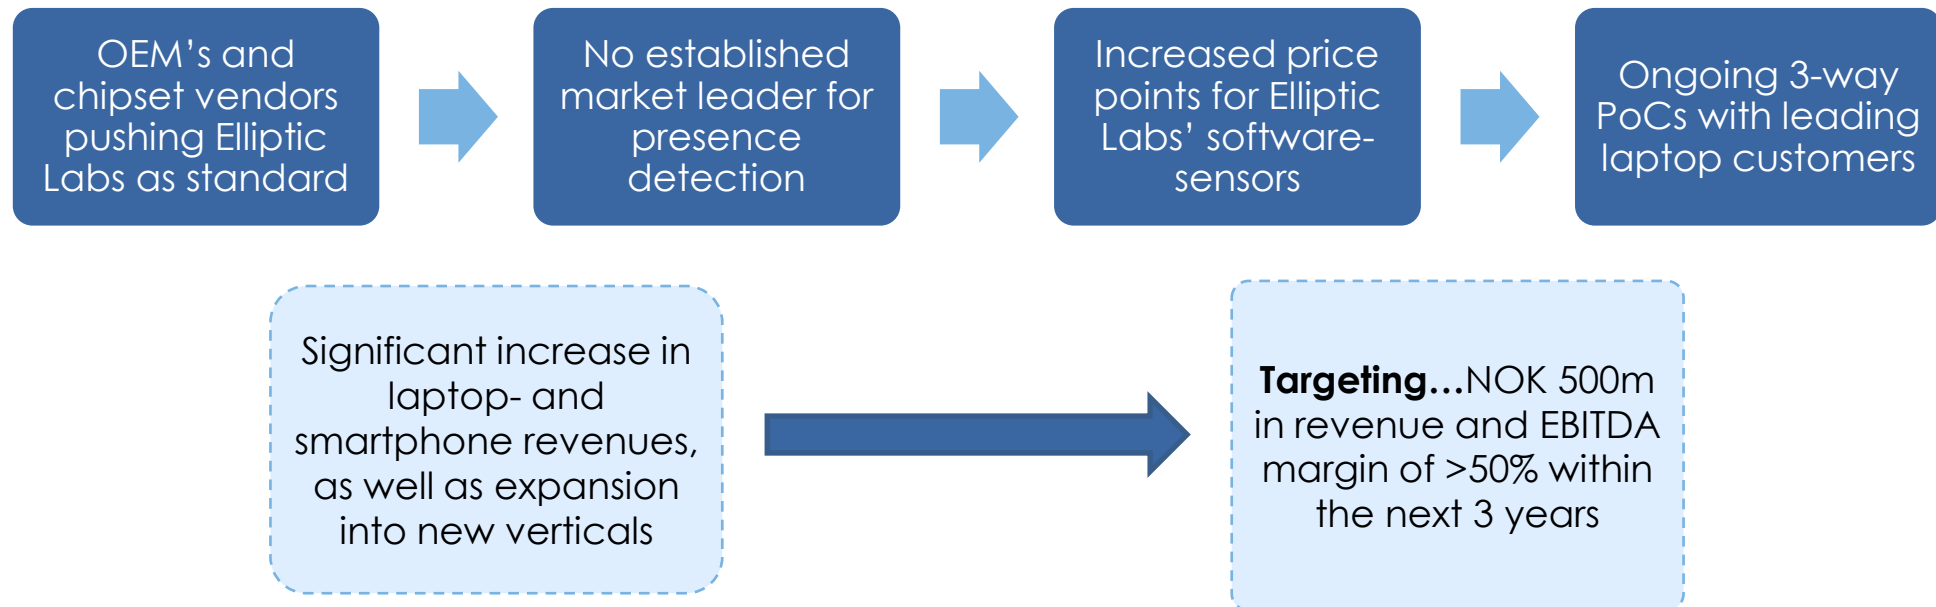 OEM’s and
chipset vendors
pushing Elliptic
Labs as standard
No established
market leader for
presence
detection
Increased price
points for Elliptic
Labs’ software-
sensors
Ongoing 3-way
PoCs with leading
laptop customers
Significant increase in
laptop- and
smartphone revenues,
as well as expansion
into new verticals
Targeting…NOK 500m
in revenue and EBITDA
margin of >50% within
the next 3 years